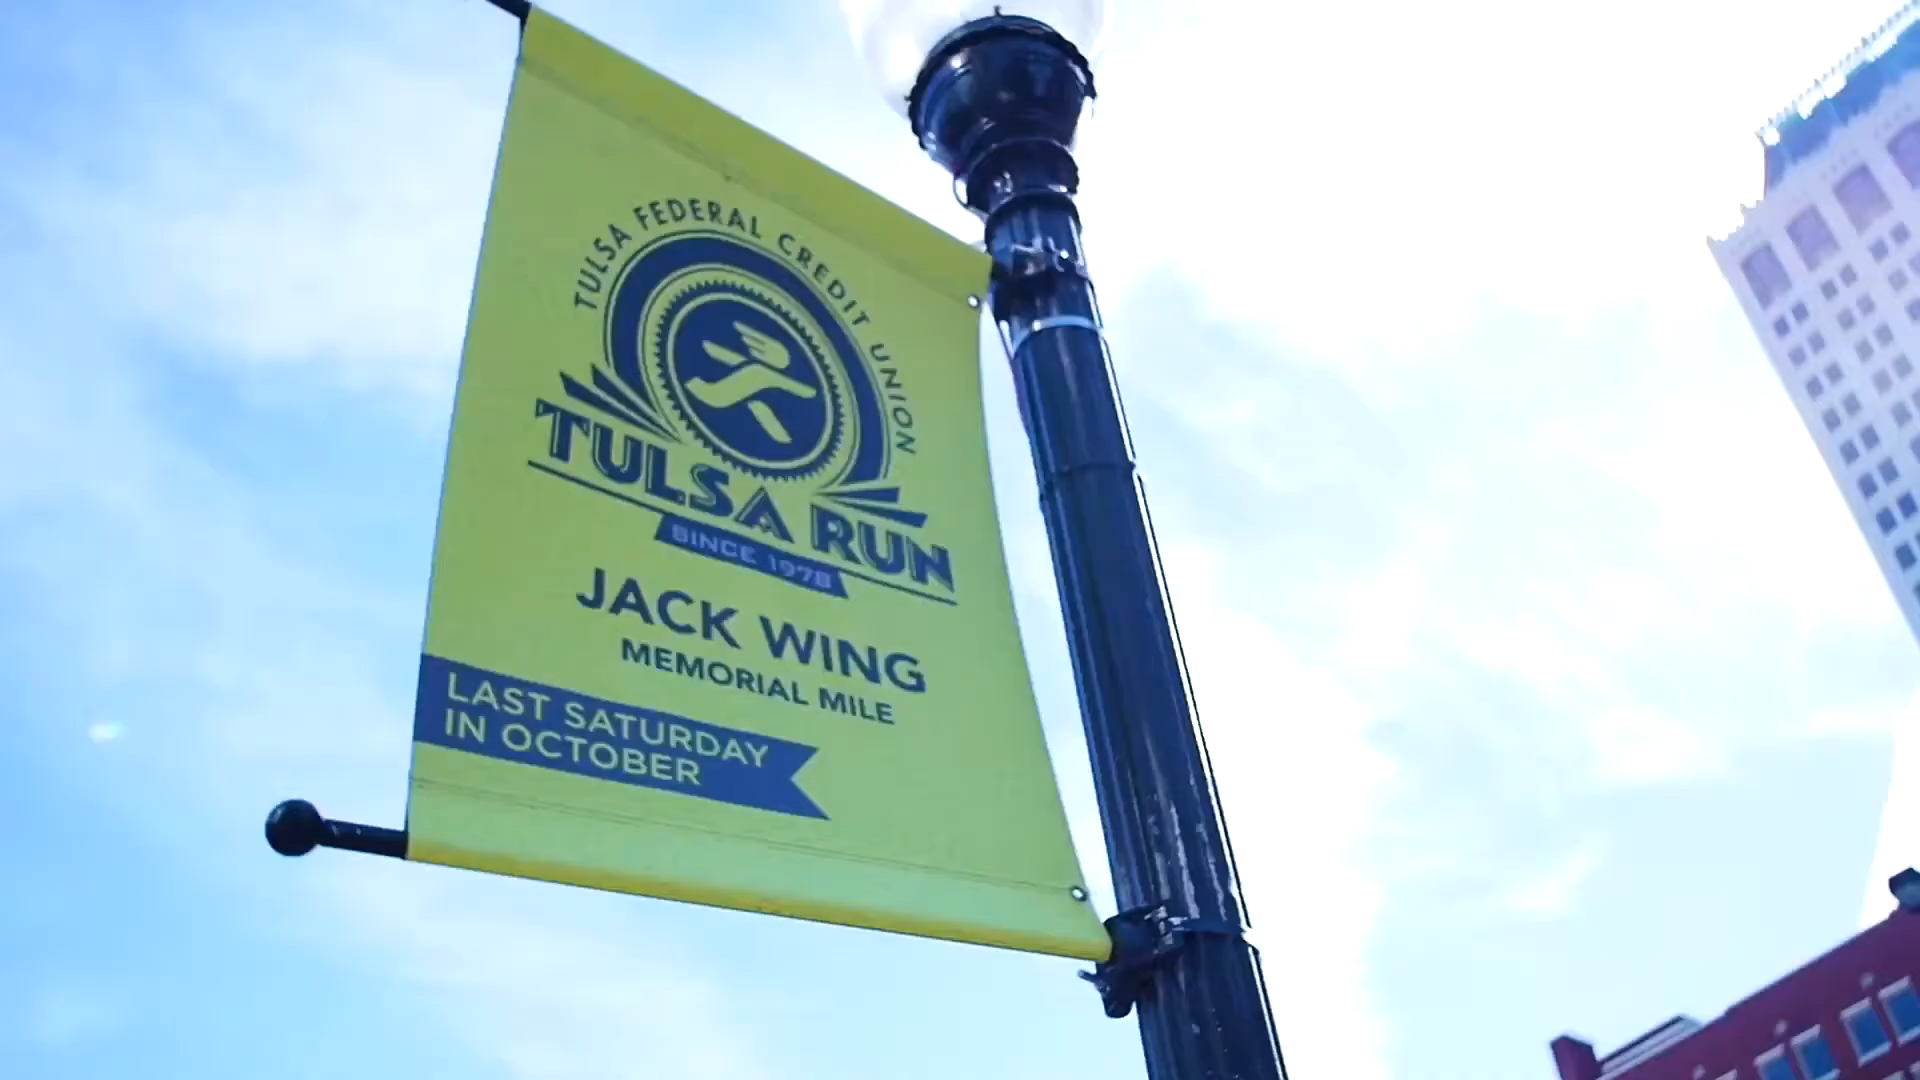 TULSA FEDERAL CREDIT UNION
TULSA RUN
SINCE 1978
JACK WING
MEMORIAL MILE
LAST SATURDAY
IN OCTOBER